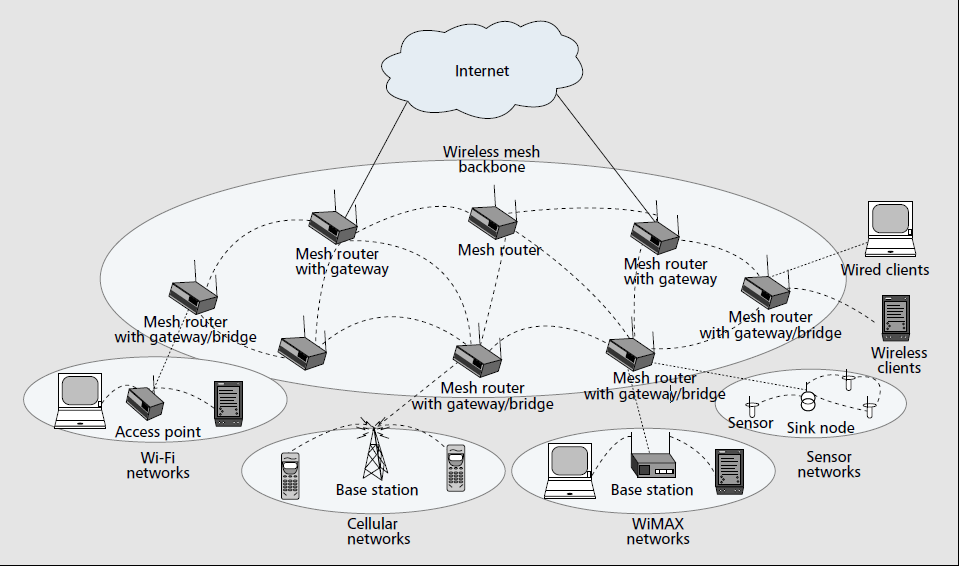 Internet
Wireless mesh
backbone
Mesh router
with gateway
Mesh router
Mesh router
with gateway
Wired clients
Mesh router
with gateway/bridge
Mesh router
with gateway/bridge
Wireless
clients
Mesh router
with gateway/bridge
Mesh router
with gateway/bridge
Access point
Wi-Fi
networks
Sensor
Sink node
Sensor
networks
Base station
Cellular
networks
Base station
WiMAX
networks